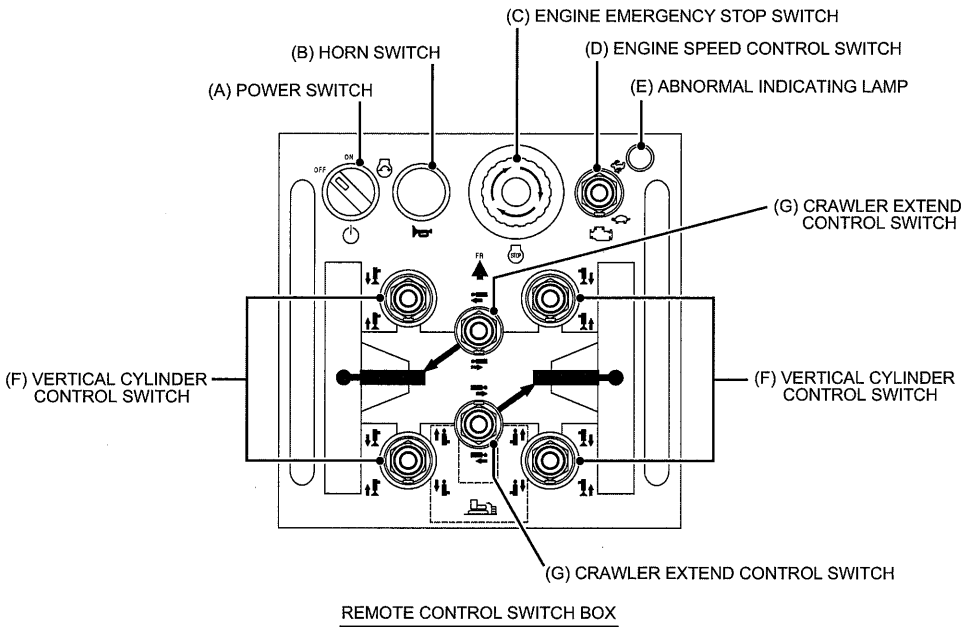 (C) ENGINE EMERGENCY STOP SWITCH
(D) ENGINE SPEED CONTROL SWITCH
(B) HORN SWITCH
(E) ABNORMAL INDICATING LAMP
(A) POWER SWITCH
ON
OFF
(G) CRAWLER EXTEND
CONTROL SWITCH
STOP
FR
(F) VERTICAL CYLINDER
CONTROL SWITCH
(F) VERTICAL CYLINDER
CONTROL SWITCH
(G) CRAWLER EXTEND CONTROL SWITCH
REMOTE CONTROL SWITCH BOX